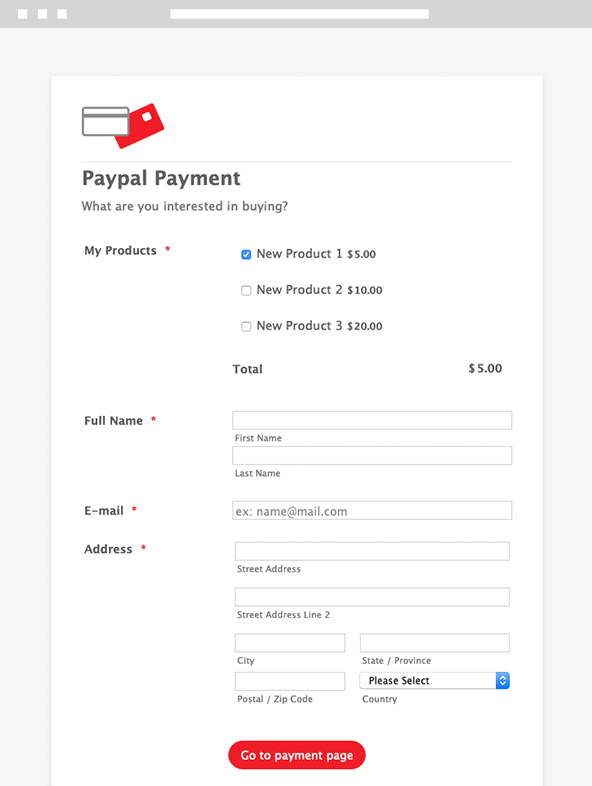 Paypal Payment
What are you interested in buying?
My Products *
New Product 1 $5.00
New Product 2 $10.00
New Product 3 $20.00
Total $5.00
Full Name *
First Name
Last Name
E-mail * ex: name@mail.com
Address *
Street Address
Street Address Line 2
City State / Province
Please Select
Postal / Zip Code Country
Go to payment page